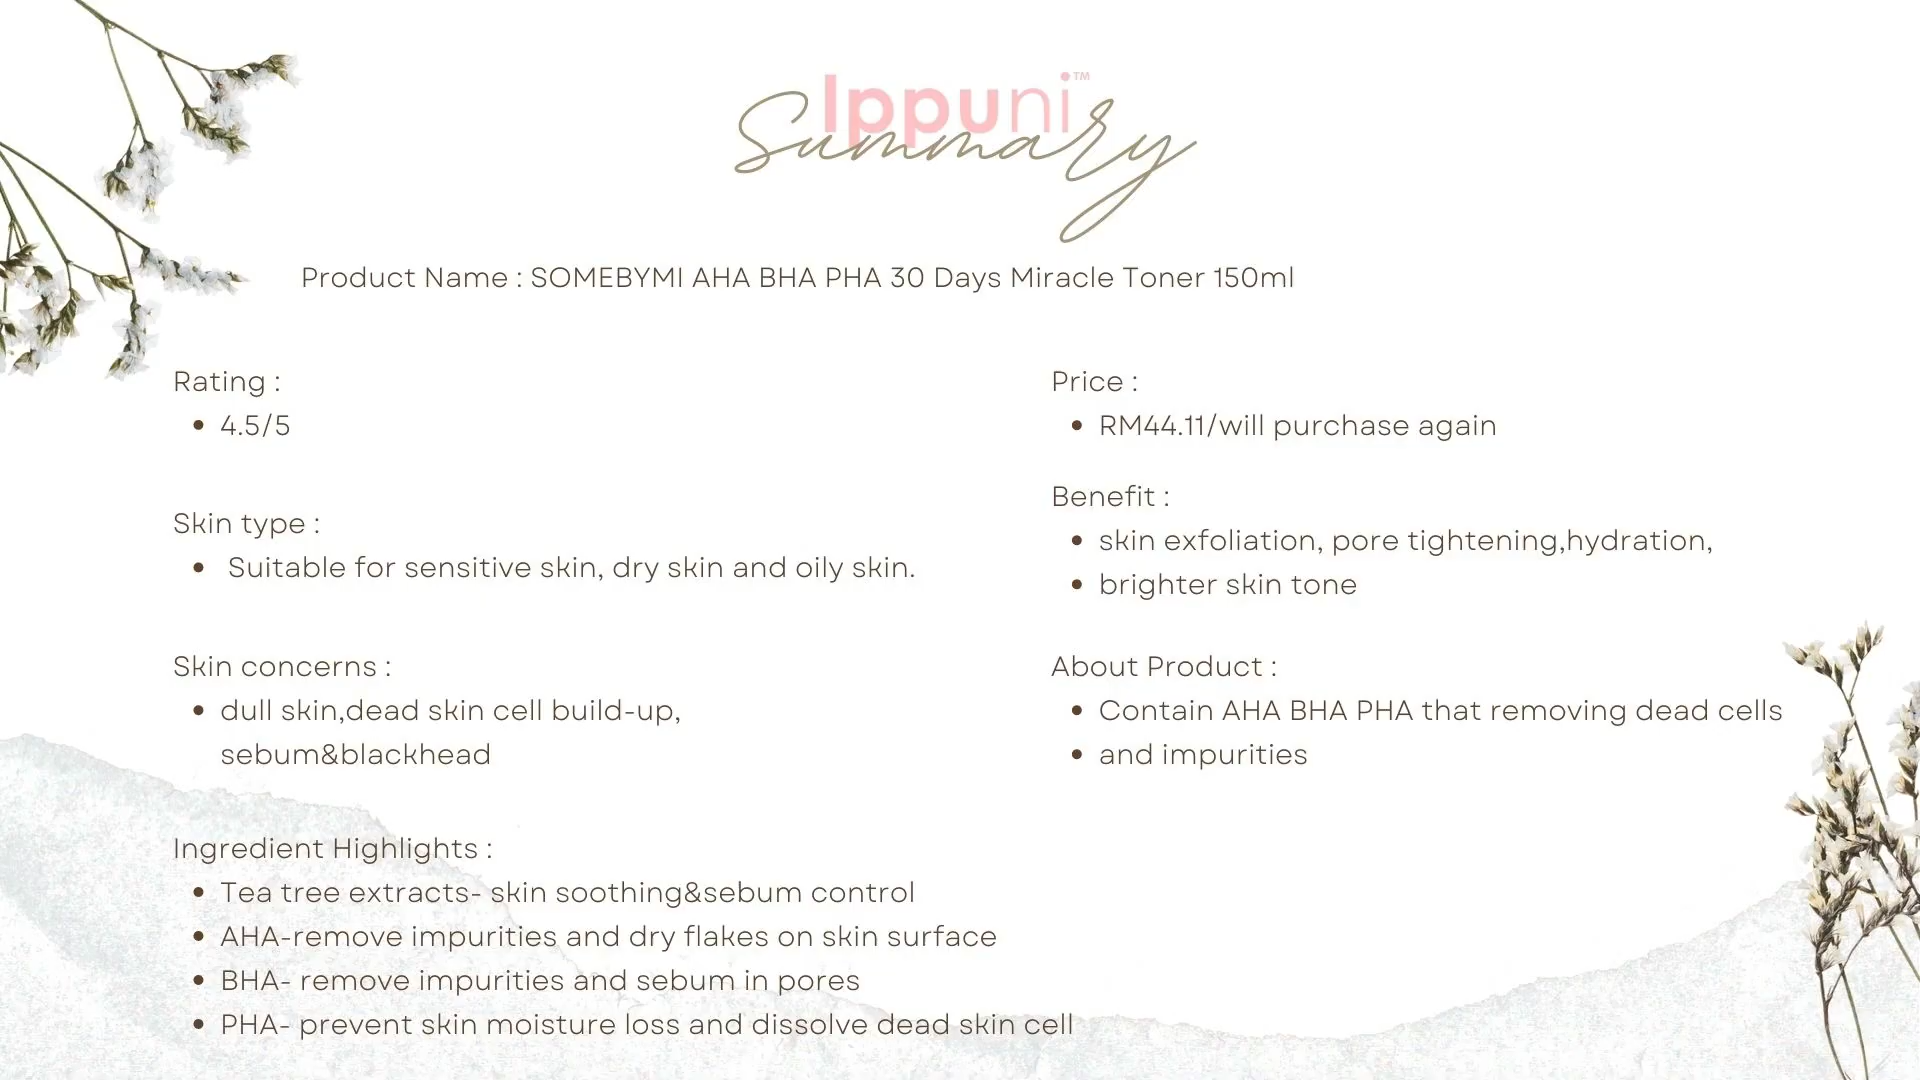 Ippuni™
Summary
Product Name : SOMEBYMI AHA BHA PHA 30 Days Miracle Toner 150ml
Rating :
• 4.5/5
Skin type :
• Suitable for sensitive skin, dry skin and oily skin.
Skin concerns :
• dull skin,dead skin cell build-up,
sebum&blackhead
Ingredient Highlights :
• Tea tree extracts- skin soothing&sebum control
• AHA-remove impurities and dry flakes on skin surface
• BHA- remove impurities and sebum in pores
• PHA- prevent skin moisture loss and dissolve dead skin cell
Price :
• RM44.11/will purchase again
Benefit :
• skin exfoliation, pore tightening,hydration,
• brighter skin tone
About Product :
• Contain AHA BHA PHA that removing dead cells
• and impurities